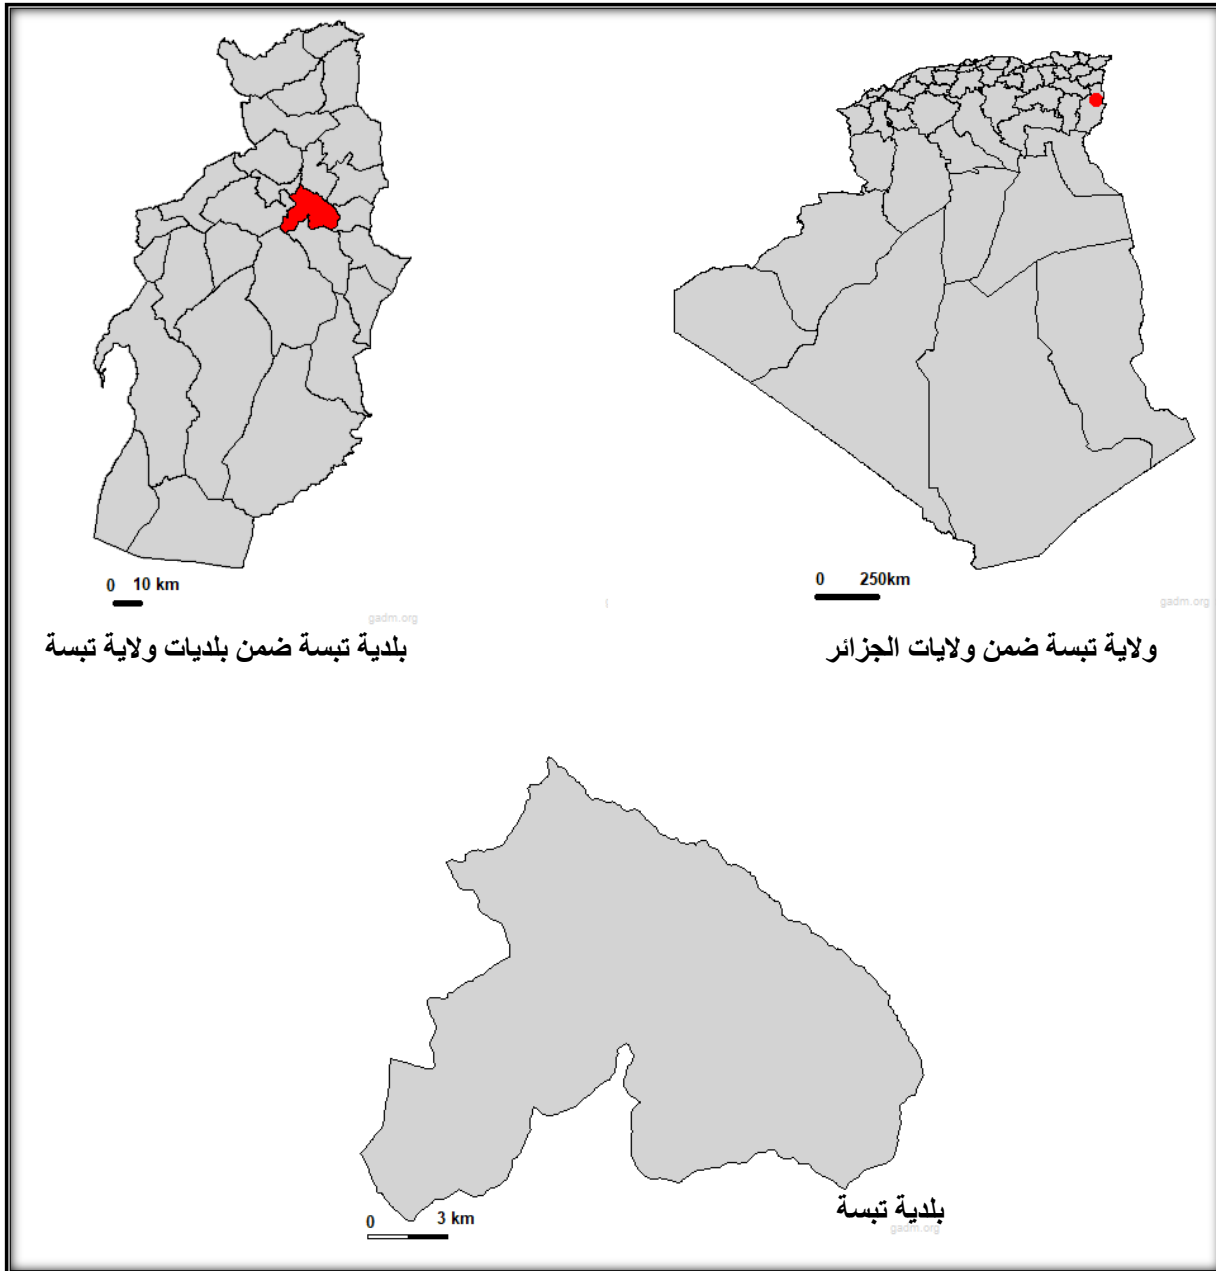 0 10 km
gadm.org
بلدية تبسة ضمن بلديات ولاية تبسة
0 250km
gadm.org
ولاية تبسة ضمن ولايات الجزائر
0 3 km
بلدية تبسة
gadm.org